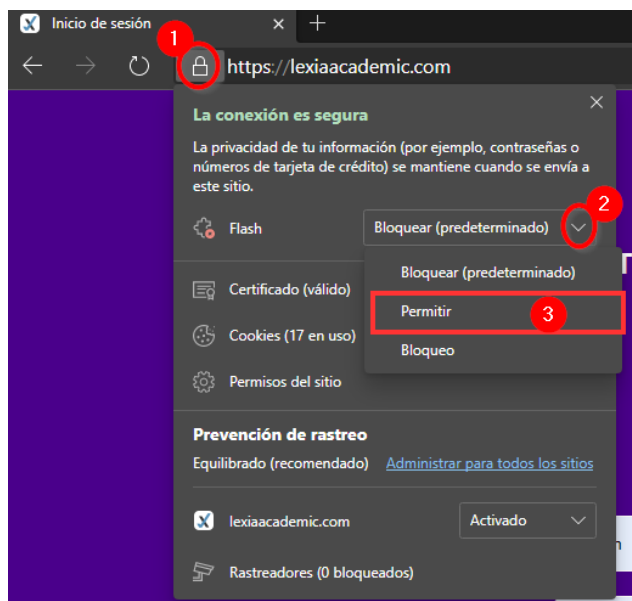 Inicio de sesión
1
https://lexiaacademic.com
La conexión es segura
La privacidad de tu información (por ejemplo, contraseñas o
números de tarjeta de crédito) se mantiene cuando se envía a
este sitio.
2
Flash
Bloquear (predeterminado)
Bloquear (predeterminado)
Certificado (válido)
Permitir
3
Cookies (17 en uso)
Bloqueo
Permisos del sitio
Prevención de rastreo
Equilibrado (recomendado) Administrar para todos los sitios
lexiaacademic.com
Activado
Rastreadores (0 bloqueados)